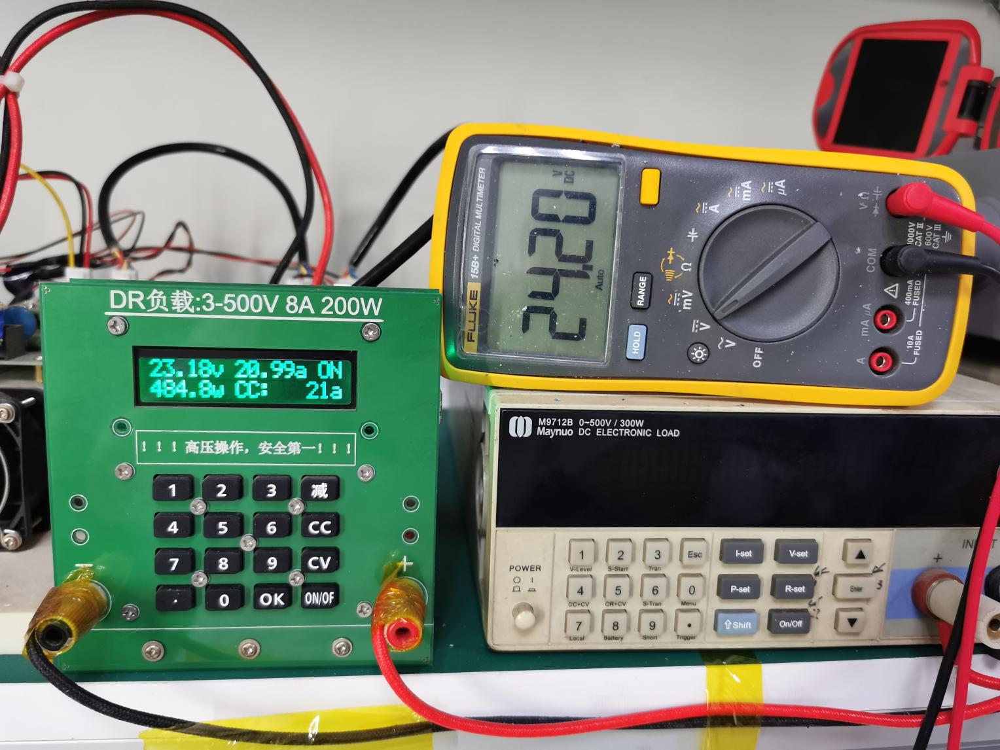 DR负载:3-500V 8A 200W
23.18v 20.99a ON
484.8w CC: 21a
！！！高压操作，安全第一！！！
1 2 3 减
4 5 6 CC
7 8 9 CV
. 0 OK ON/OF
− +
FLUKE 15B+ DIGITAL MULTIMETER
24.20
V DC
Auto
RANGE
HOLD
µA
mA
A
Ω
mV
V
V
OFF
VΩ
COM
1000V CAT II
600V CAT III
mA µA
400mA FUSED
A
10A FUSED
M9712B 0~500V / 300W
Maynuo DC ELECTRONIC LOAD
POWER
1 2 3 Esc
V-Level S-Start Tran
4 5 6 0
CC+CV CR+CV S-Tran Menu
7 8 9 .
Local Battery Short Trigger
I-set V-set
P-set R-set
Enter
⇧Shift On/Off
+